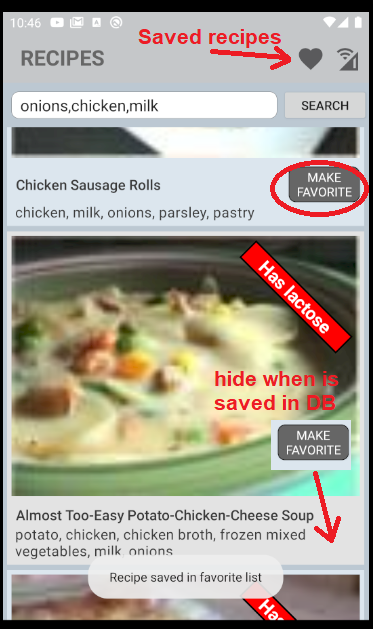 10:46
Saved recipes
RECIPES
onions,chicken,milk
SEARCH
Chicken Sausage Rolls
MAKE
FAVORITE
chicken, milk, onions, parsley, pastry
Has lactose
hide when is
saved in DB
MAKE
FAVORITE
Almost Too-Easy Potato-Chicken-Cheese Soup
potato, chicken, chicken broth, frozen mixed
vegetables, milk, onions
Recipe saved in favorite list
Has